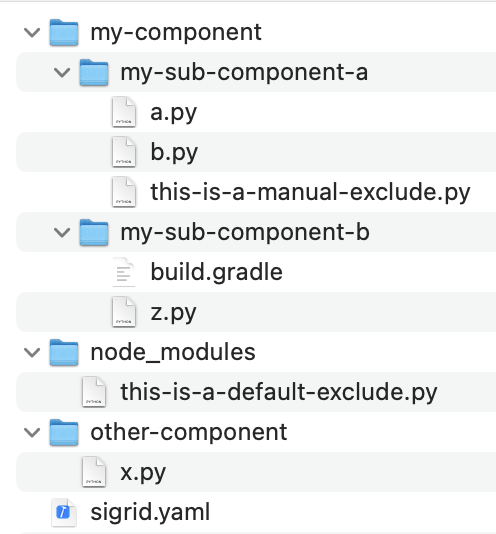 my-component
my-sub-component-a
a.py
b.py
this-is-a-manual-exclude.py
my-sub-component-b
build.gradle
z.py
node_modules
this-is-a-default-exclude.py
other-component
x.py
sigrid.yaml